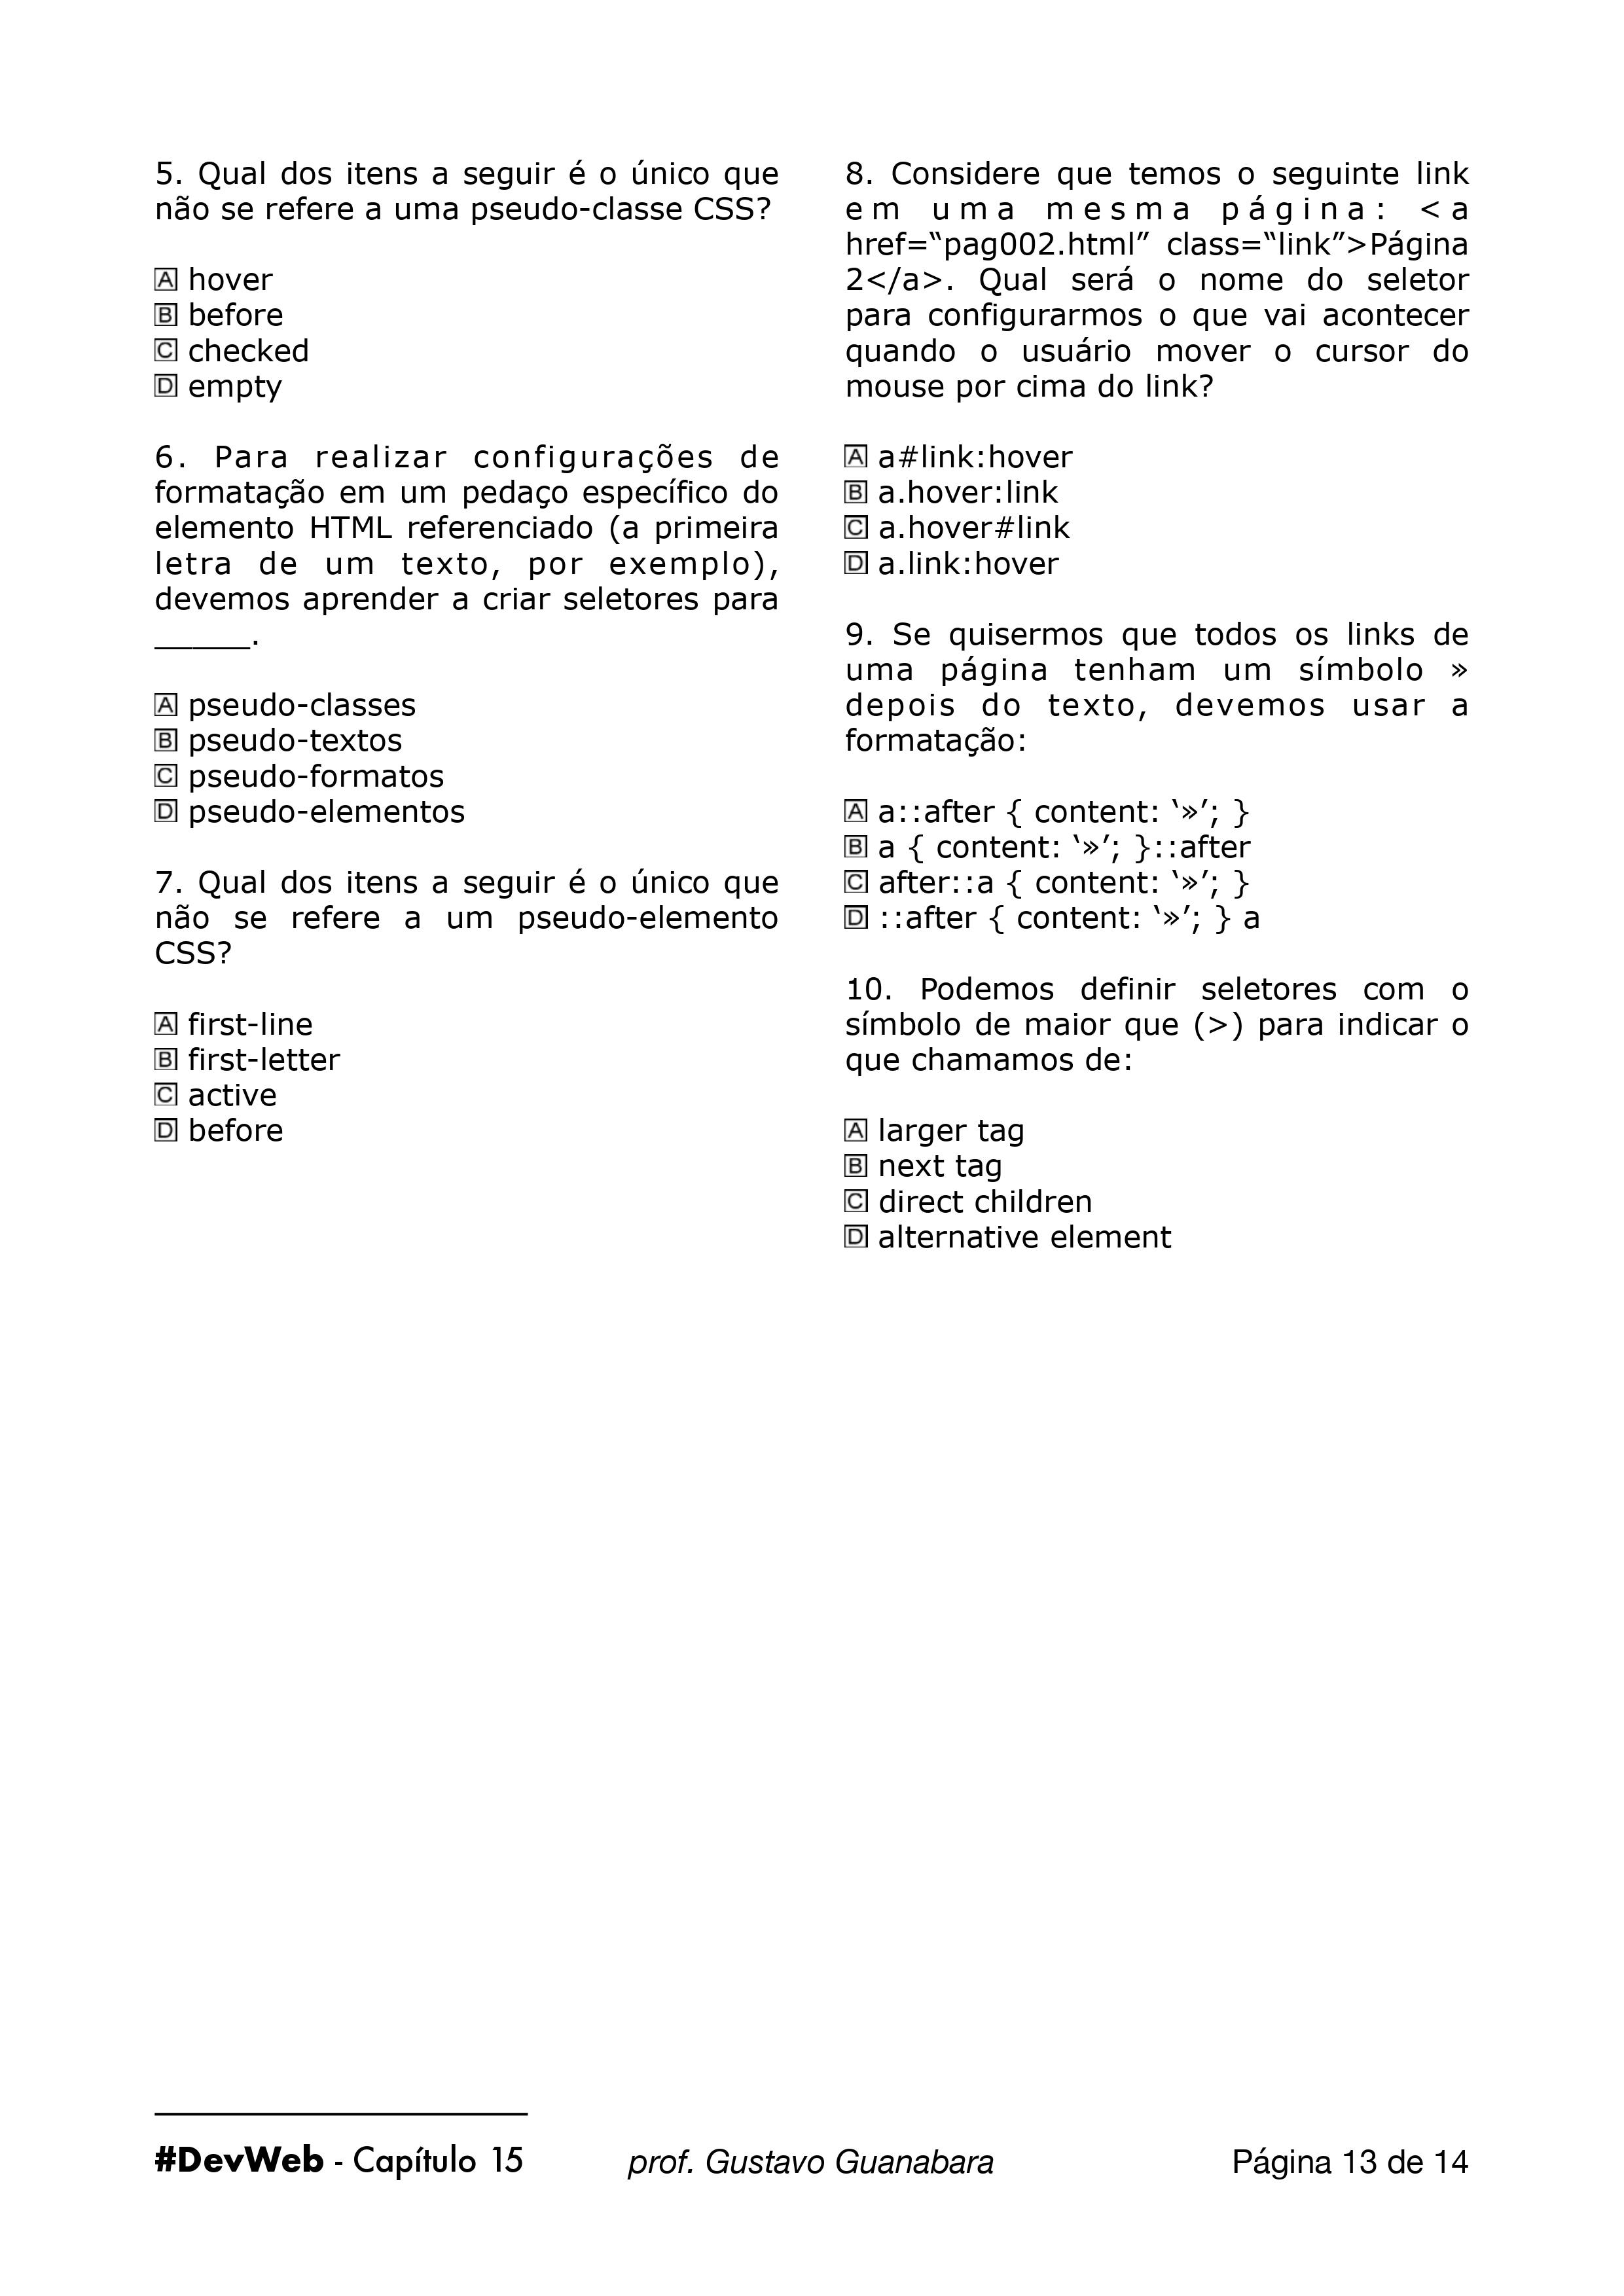 5. Qual dos itens a seguir é o único que
não se refere a uma pseudo-classe CSS?
A hover
B before
C checked
D empty
6. Para realizar configurações de
formatação em um pedaço específico do
elemento HTML referenciado (a primeira
letra de um texto, por exemplo),
devemos aprender a criar seletores para
______.
A pseudo-classes
B pseudo-textos
C pseudo-formatos
D pseudo-elementos
7. Qual dos itens a seguir é o único que
não se refere a um pseudo-elemento
CSS?
A first-line
B first-letter
C active
D before
8. Considere que temos o seguinte link
em uma mesma página: <a
href=“pag002.html” class=“link”>Página
2</a>. Qual será o nome do seletor
para configurarmos o que vai acontecer
quando o usuário mover o cursor do
mouse por cima do link?
A a#link:hover
B a.hover:link
C a.hover#link
D a.link:hover
9. Se quisermos que todos os links de
uma página tenham um símbolo »
depois do texto, devemos usar a
formatação:
A a::after { content: ‘»’; }
B a { content: ‘»’; }::after
C after::a { content: ‘»’; }
D ::after { content: ‘»’; } a
10. Podemos definir seletores com o
símbolo de maior que (>) para indicar o
que chamamos de:
A larger tag
B next tag
C direct children
D alternative element
#DevWeb - Capítulo 15 prof. Gustavo Guanabara Página 13 de 14